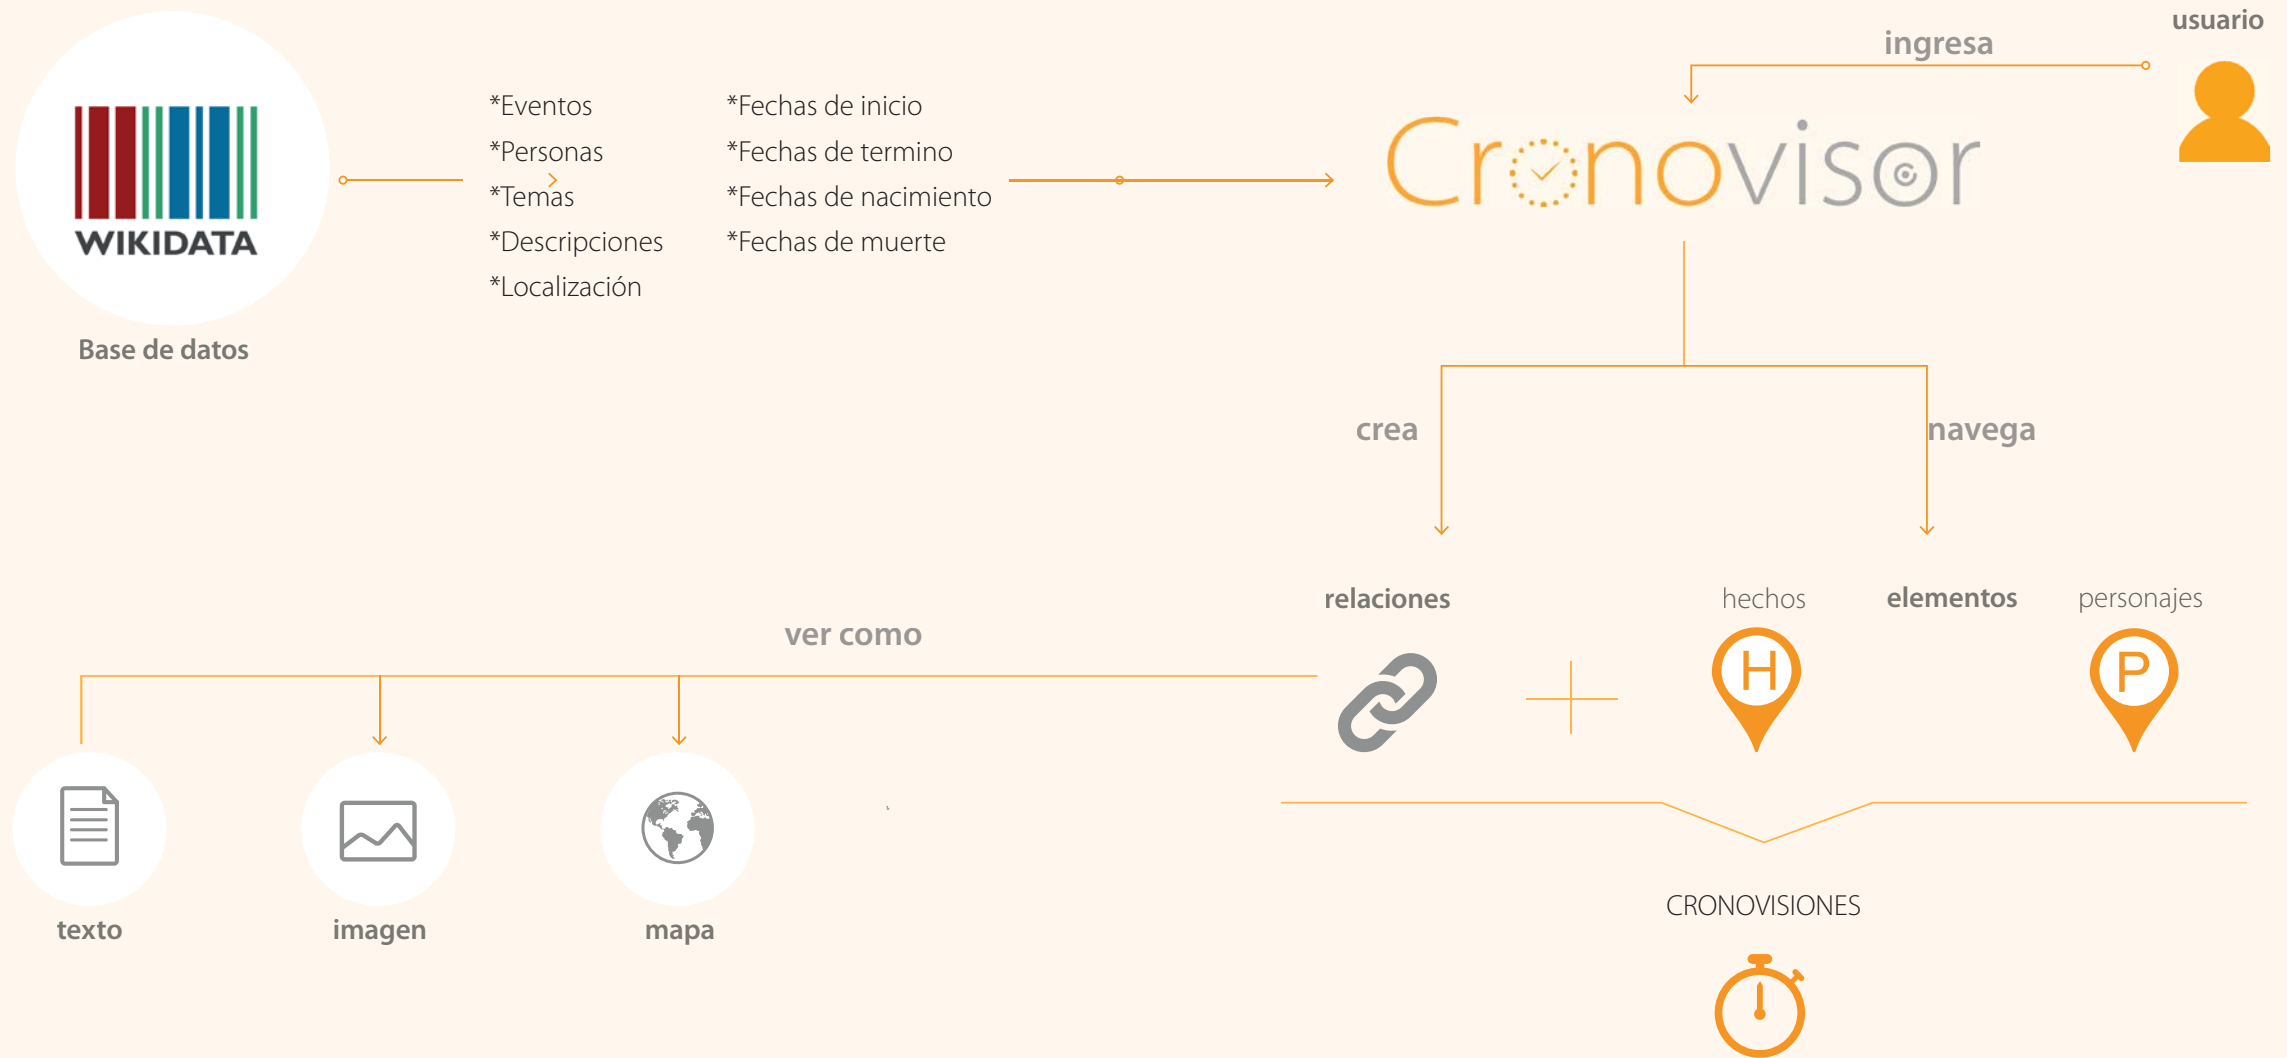 usuario
ingresa
*Eventos
*Personas
*Temas
*Descripciones
*Localización
*Fechas de inicio
*Fechas de termino
*Fechas de nacimiento
*Fechas de muerte
Cronovisor
WIKIDATA
Base de datos
crea
navega
relaciones
hechos
elementos
personajes
H
P
ver como
texto
imagen
mapa
CRONOVISIONES